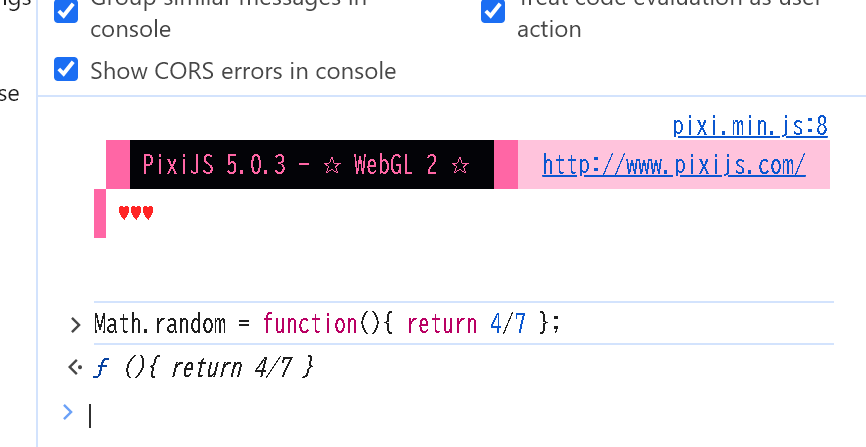 Group similar messages in
console
Treat code evaluation as user
action
Show CORS errors in console
se
pixi.min.js:8
PixiJS 5.0.3 - ☆ WebGL 2 ☆ http://www.pixijs.com/
♥♥♥
> Math.random = function(){ return 4/7 };
<· ƒ (){ return 4/7 }
>